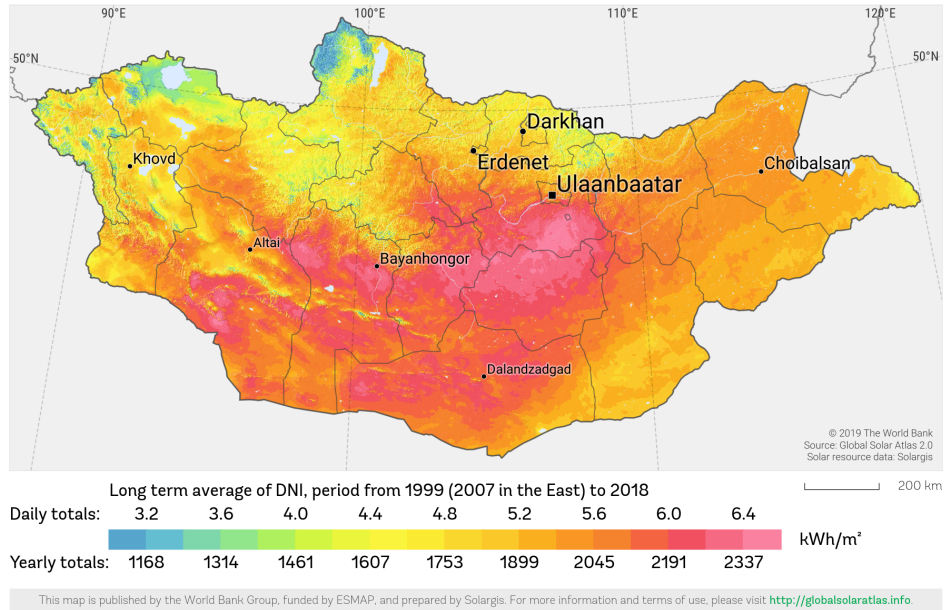 90°E 100°E 110°E 120°E
50°N 50°N
Darkhan
Khovd Erdenet Choibalsan
Ulaanbaatar
Altai
Bayanhongor
Dalandzadgad
© 2019 The World Bank
Source: Global Solar Atlas 2.0
Solar resource data: Solargis
Long term average of DNI, period from 1999 (2007 in the East) to 2018
200 km
Daily totals: 3.2 3.6 4.0 4.4 4.8 5.2 5.6 6.0 6.4
kWh/m²
Yearly totals: 1168 1314 1461 1607 1753 1899 2045 2191 2337
This map is published by the World Bank Group, funded by ESMAP, and prepared by Solargis. For more information and terms of use, please visit http://globalsolaratlas.info.